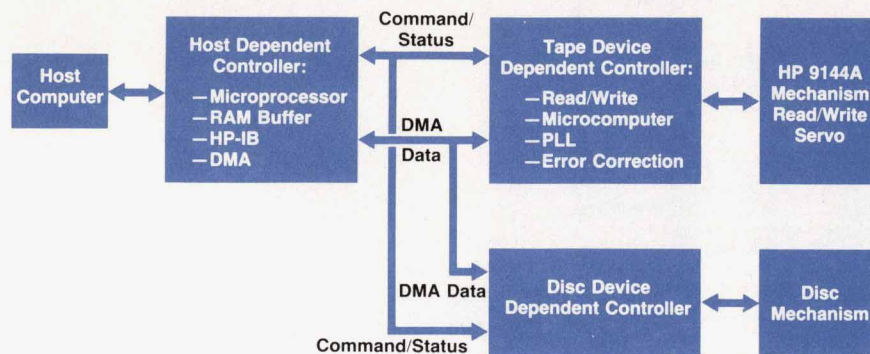 Host
Computer
Host Dependent
Controller:
—Microprocessor
—RAM Buffer
—HP-IB
—DMA
Command/
Status
DMA
Data
Tape Device
Dependent Controller:
—Read/Write
—Microcomputer
—PLL
—Error Correction
HP 9144A
Mechanism
Read/Write
Servo
DMA Data
Command/Status
Disc Device
Dependent Controller
Disc
Mechanism